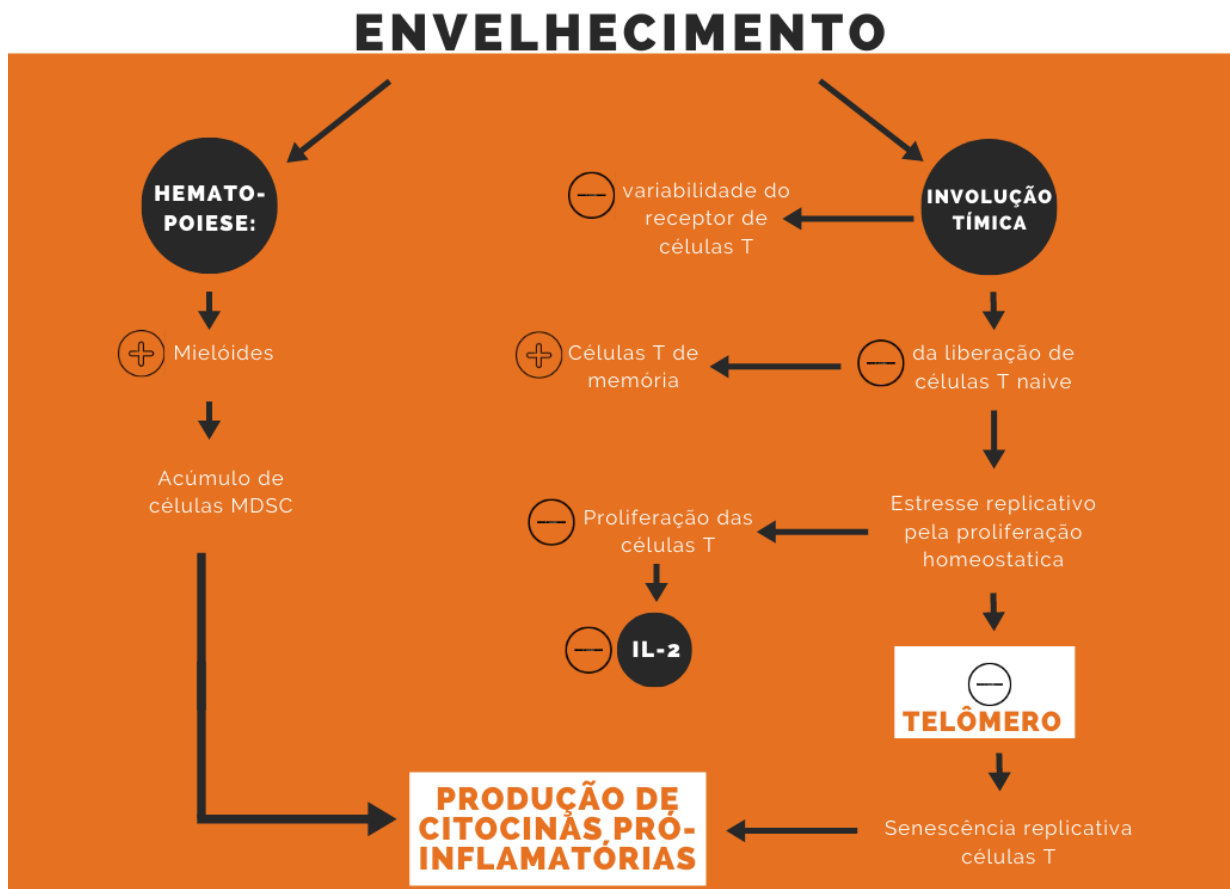 ENVELHECIMENTO
HEMATO-
POIESE:
Mielóides
Acúmulo de
células MDSC
INVOLUÇÃO
TÍMICA
variabilidade do
receptor de
células T
da liberação de
células T naive
Células T de
memória
Estresse replicativo
pela proliferação
homeostatica
Proliferação das
células T
IL-2
TELÔMERO
Senescência replicativa
células T
PRODUÇÃO DE
CITOCINAS PRÓ-
INFLAMATÓRIAS